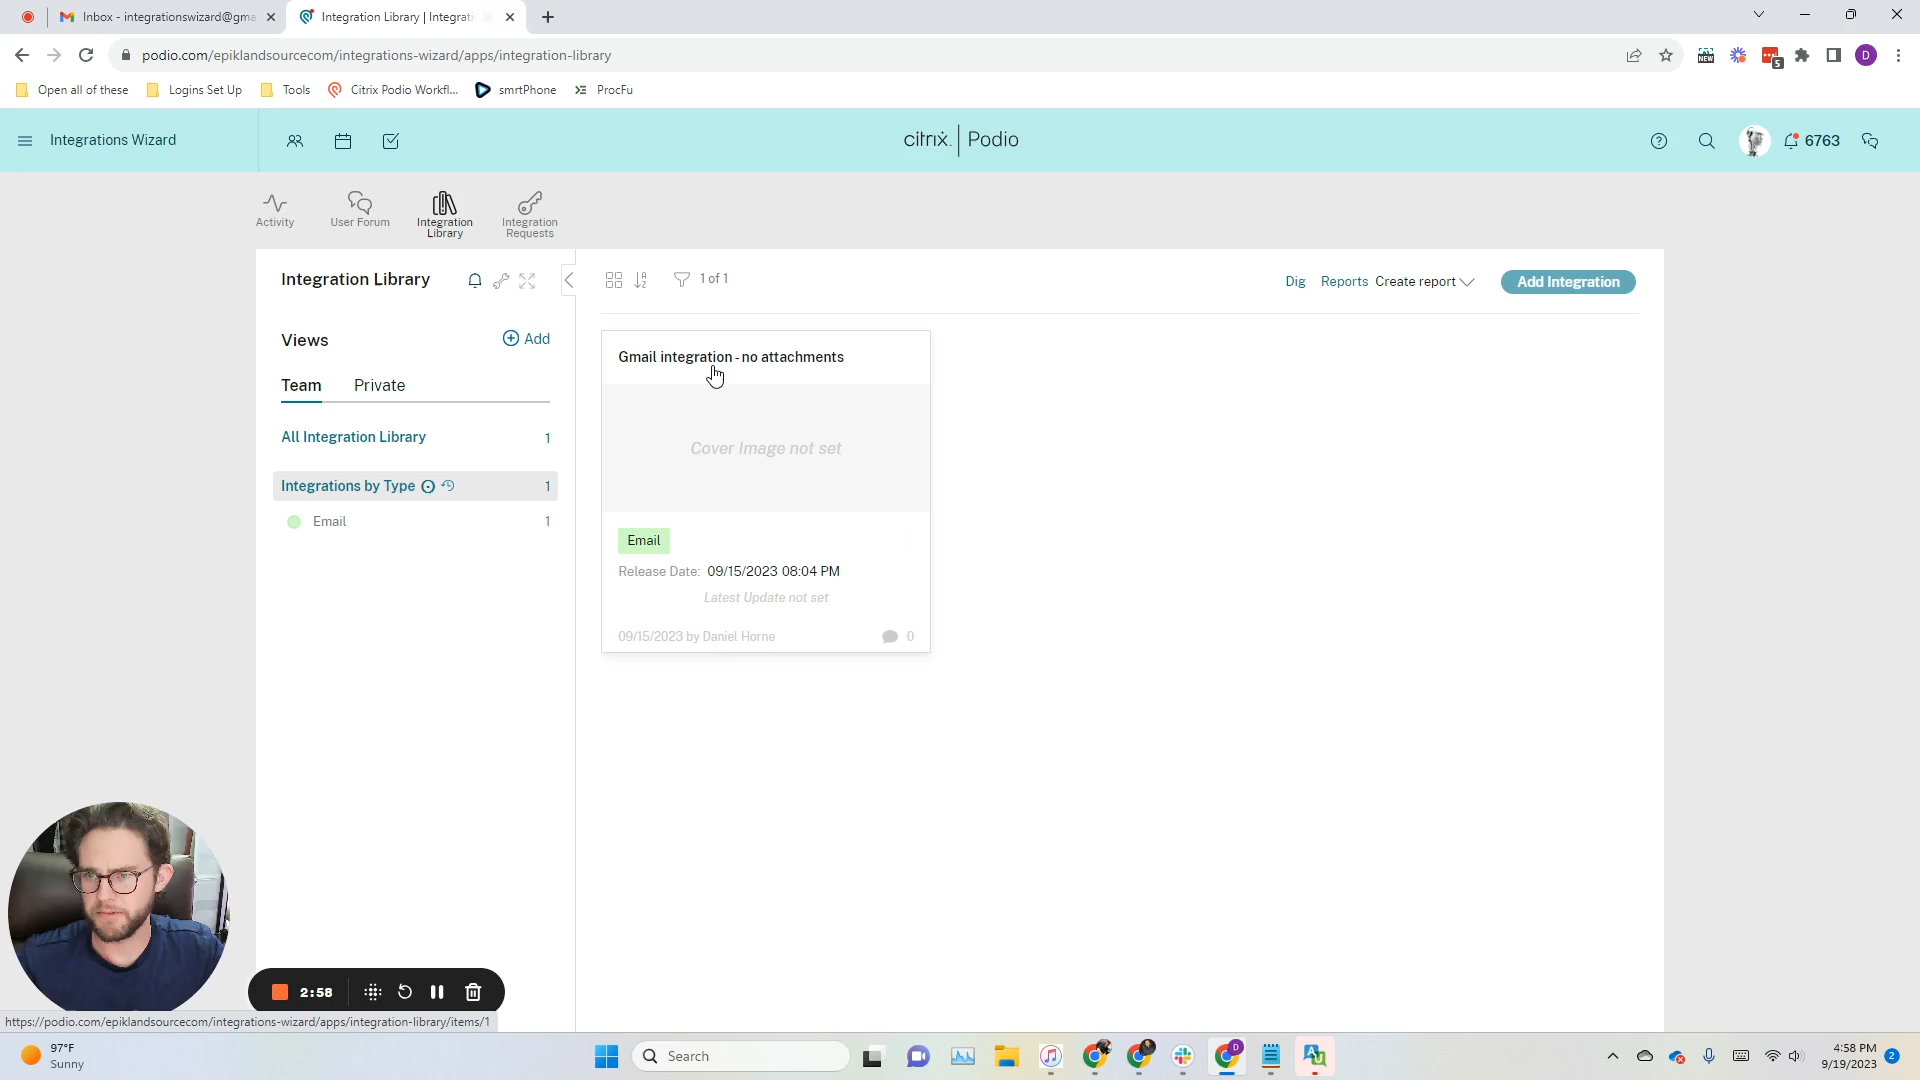 Inbox - integrationswizard@gma
Integration Library | Integrati
podio.com/epiklandsourcecom/integrations-wizard/apps/integration-library
NEW
5
D
Open all of these
Logins Set Up
Tools
Citrix Podio Workfl...
smrtPhone
ProcFu
Integrations Wizard
citrix. | Podio
6763
Activity
User Forum
Integration
Library
Integration
Requests
Integration Library
1 of 1
Dig
Reports
Create report
Add Integration
Views
Add
Team
Private
All Integration Library
1
Integrations by Type
1
Email
1
Gmail integration - no attachments
Cover Image not set
Email
Release Date: 09/15/2023 08:04 PM
Latest Update not set
09/15/2023 by Daniel Horne
0
2:58
https://podio.com/epiklandsourcecom/integrations-wizard/apps/integration-library/items/1
97°F
Sunny
Search
D
4:58 PM
9/19/2023
2